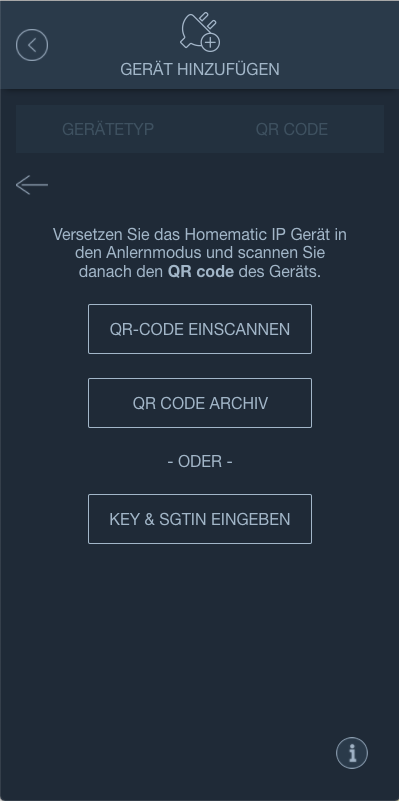 GERÄT HINZUFÜGEN
GERÄTETYP QR CODE
Versetzen Sie das Homematic IP Gerät in
den Anlernmodus und scannen Sie
danach den QR code des Geräts.
QR-CODE EINSCANNEN
QR CODE ARCHIV
- ODER -
KEY & SGTIN EINGEBEN